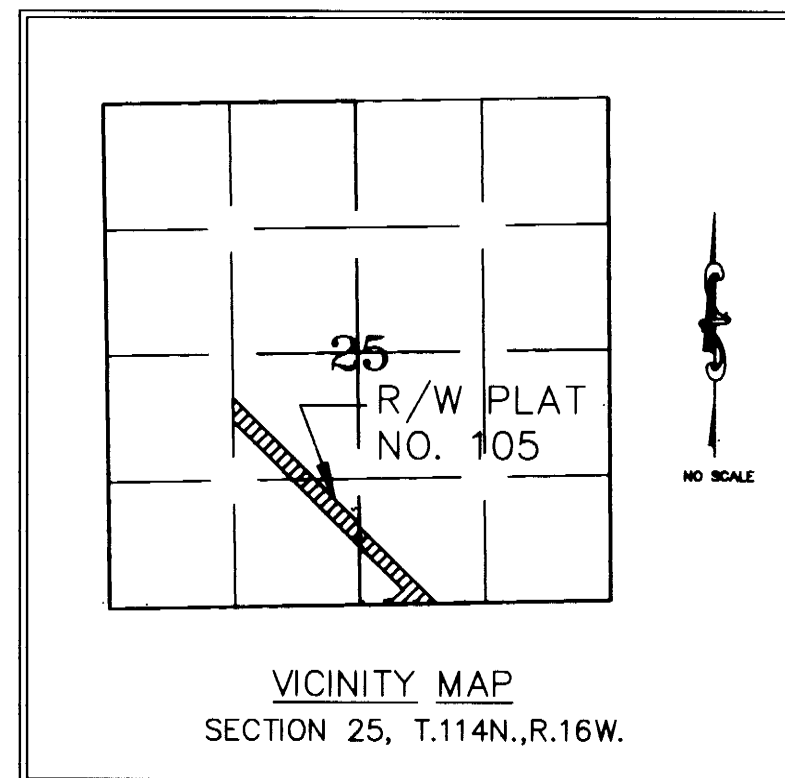 25
R/W PLAT
NO. 105
NO SCALE
VICINITY MAP
SECTION 25, T.114N.,R.16W.